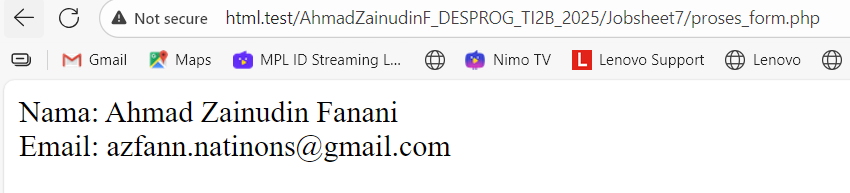 Not secure html.test/AhmadZainudinF_DESPROG_TI2B_2025/Jobsheet7/proses_form.php
Gmail Maps MPL ID Streaming L... Nimo TV L Lenovo Support Lenovo
Nama: Ahmad Zainudin Fanani
Email: azfann.natinons@gmail.com